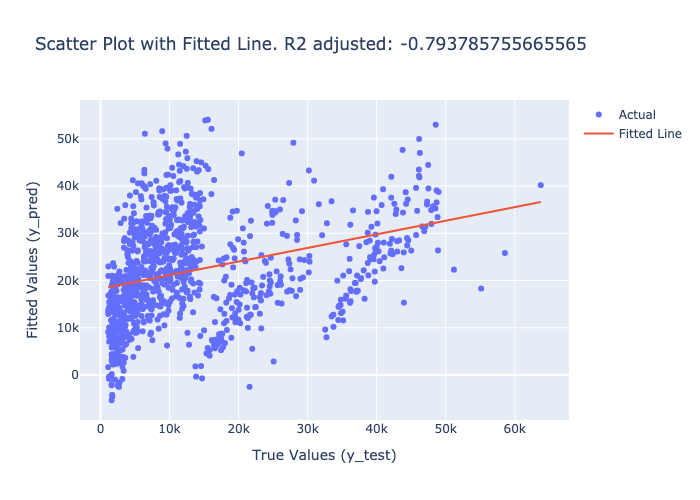 Scatter Plot with Fitted Line. R2 adjusted: -0.793785755665565
Actual
Fitted Line
50k
40k
30k
20k
10k
0
Fitted Values (y_pred)
0 10k 20k 30k 40k 50k 60k
True Values (y_test)